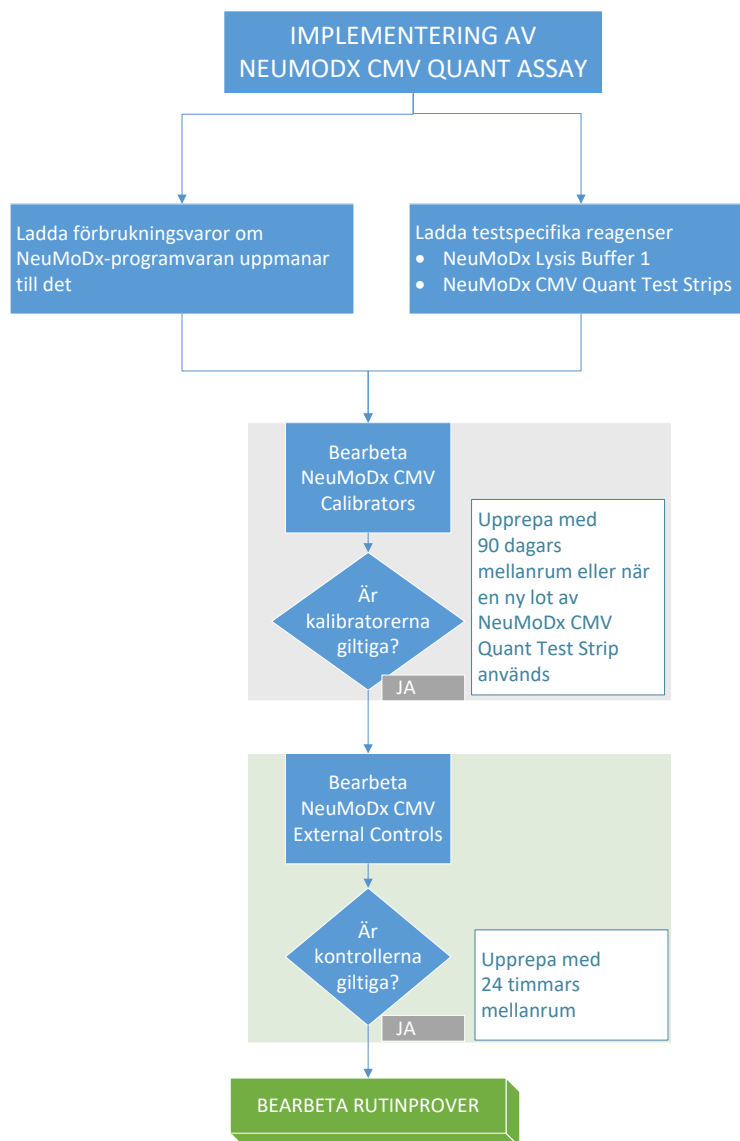 IMPLEMENTERING AV
NEUMODX CMV QUANT ASSAY
Ladda förbrukningsvaror om
NeuMoDx-programvaran uppmanar
till det
Ladda testspecifika reagenser
• NeuMoDx Lysis Buffer 1
• NeuMoDx CMV Quant Test Strips
Bearbeta
NeuMoDx CMV
Calibrators
Är
kalibratorerna
giltiga?
JA
Upprepa med
90 dagars
mellanrum eller när
en ny lot av
NeuMoDx CMV
Quant Test Strip
används
Bearbeta
NeuMoDx CMV
External Controls
Är
kontrollerna
giltiga?
JA
Upprepa med
24 timmars
mellanrum
BEARBETA RUTINPROVER